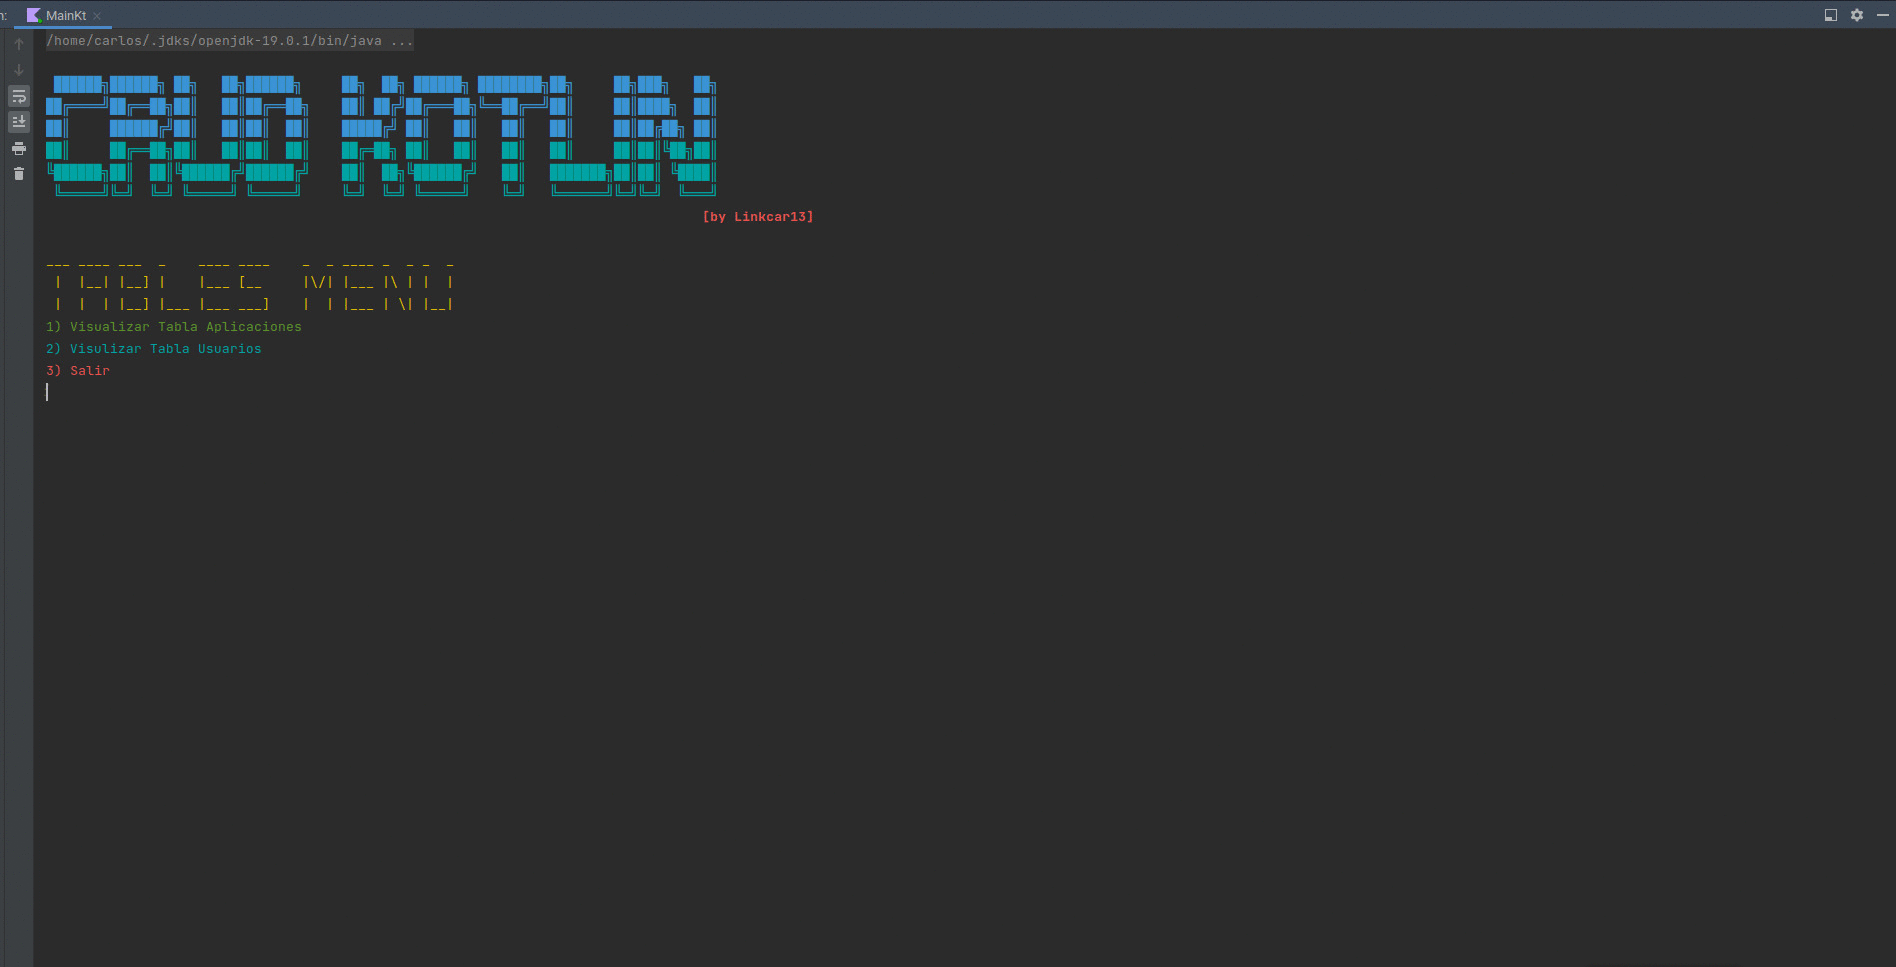 n: MainKt
/home/carlos/.jdks/openjdk-19.0.1/bin/java ...
CRUD KOTLIN
[by Linkcar13]
TABLES MENU
1) Visualizar Tabla Aplicaciones
2) Visulizar Tabla Usuarios
3) Salir